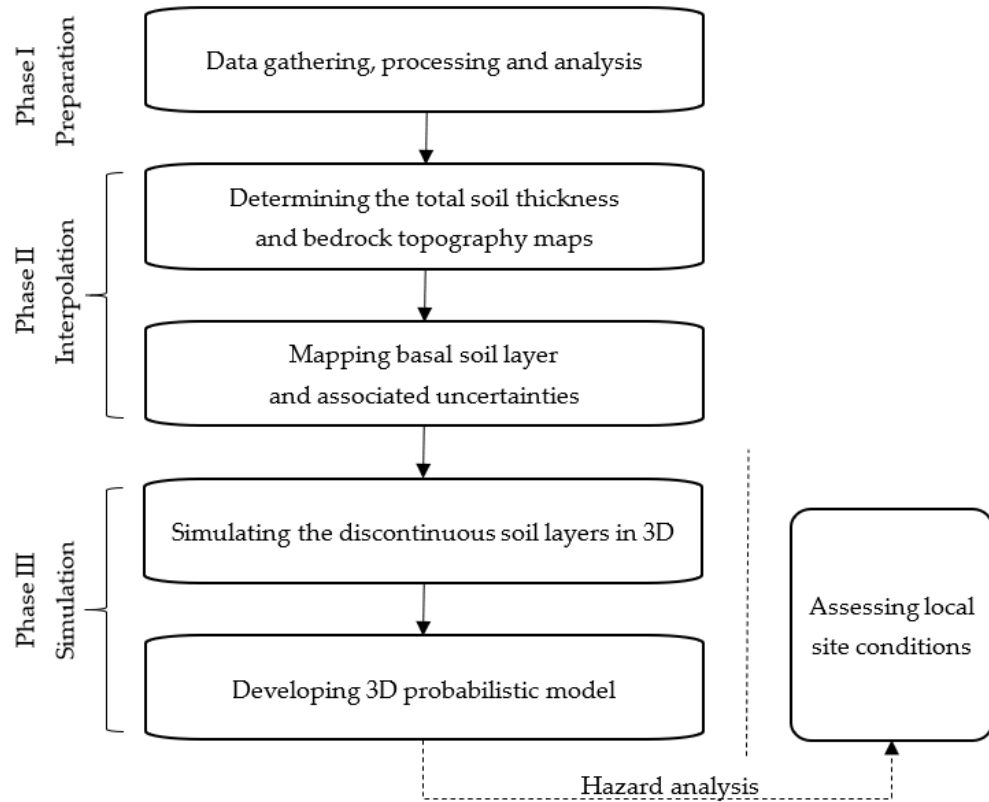 Phase I
Preparation
Data gathering, processing and analysis
Phase II
Interpolation
Determining the total soil thickness
and bedrock topography maps
Mapping basal soil layer
and associated uncertainties
Phase III
Simulation
Simulating the discontinuous soil layers in 3D
Developing 3D probabilistic model
Assessing local
site conditions
Hazard analysis